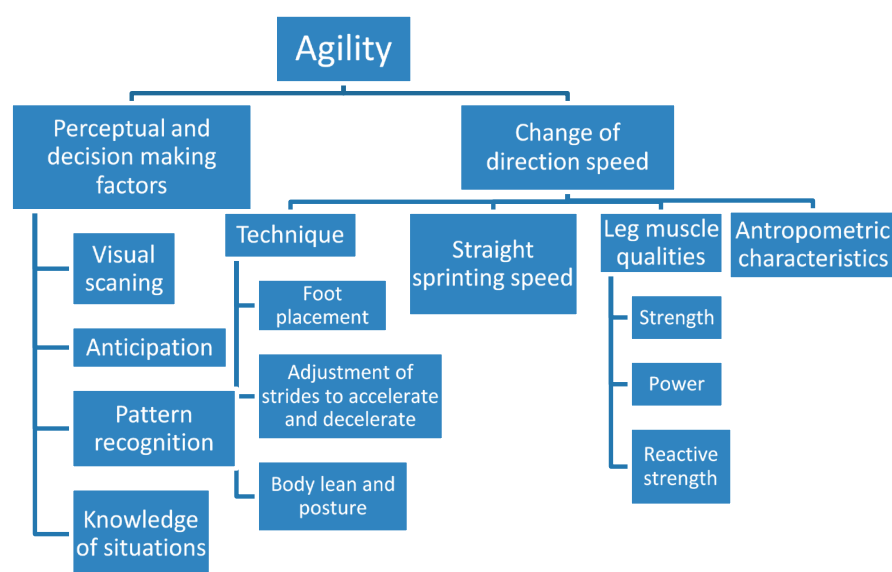 Agility
Perceptual and
decision making
factors
Change of
direction speed
Visual
scaning
Anticipation
Pattern
recognition
Knowledge
of situations
Technique
Foot
placement
Adjustment of
strides to accelerate
and decelerate
Body lean and
posture
Straight
sprinting speed
Leg muscle
qualities
Strength
Power
Reactive
strength
Antropometric
characteristics